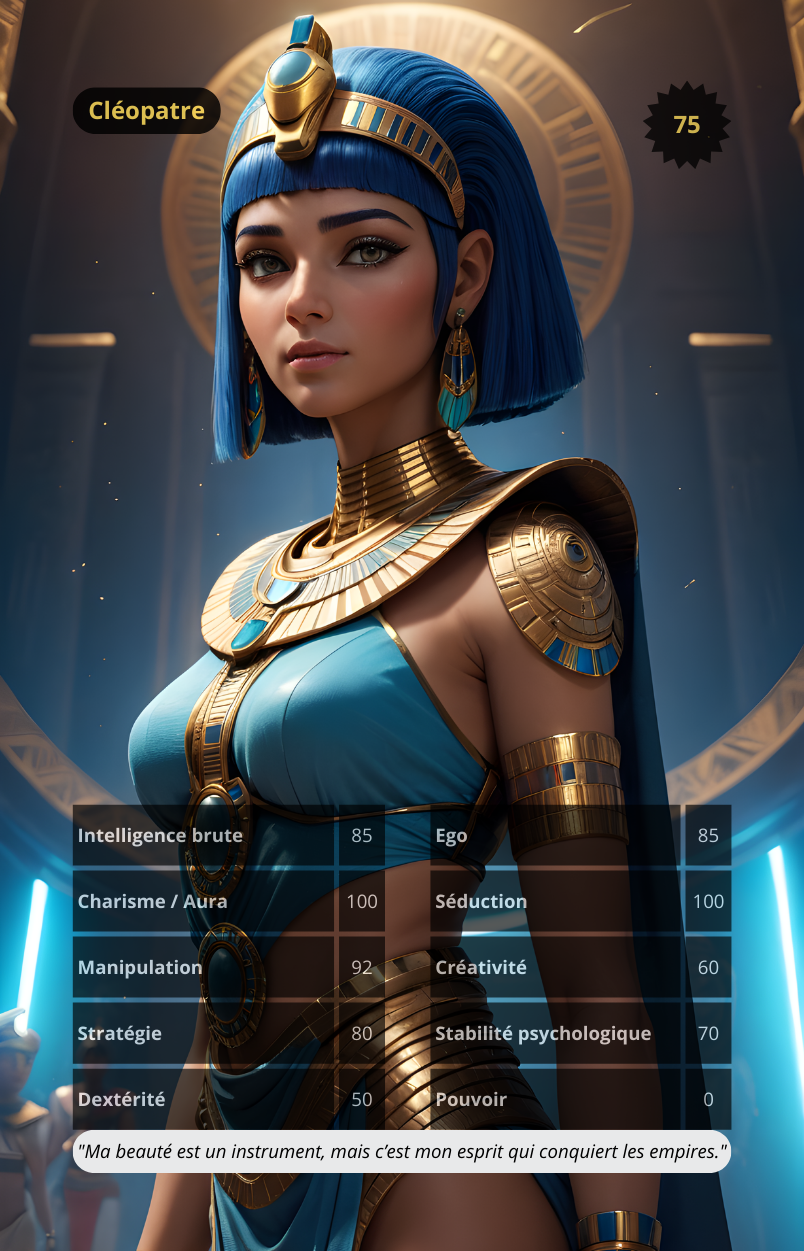 Cléopatre
75
Intelligence brute 85 Ego 85
Charisme / Aura 100 Séduction 100
Manipulation 92 Créativité 60
Stratégie 80 Stabilité psychologique 70
Dextérité 50 Pouvoir 0
"Ma beauté est un instrument, mais c’est mon esprit qui conquiert les empires."